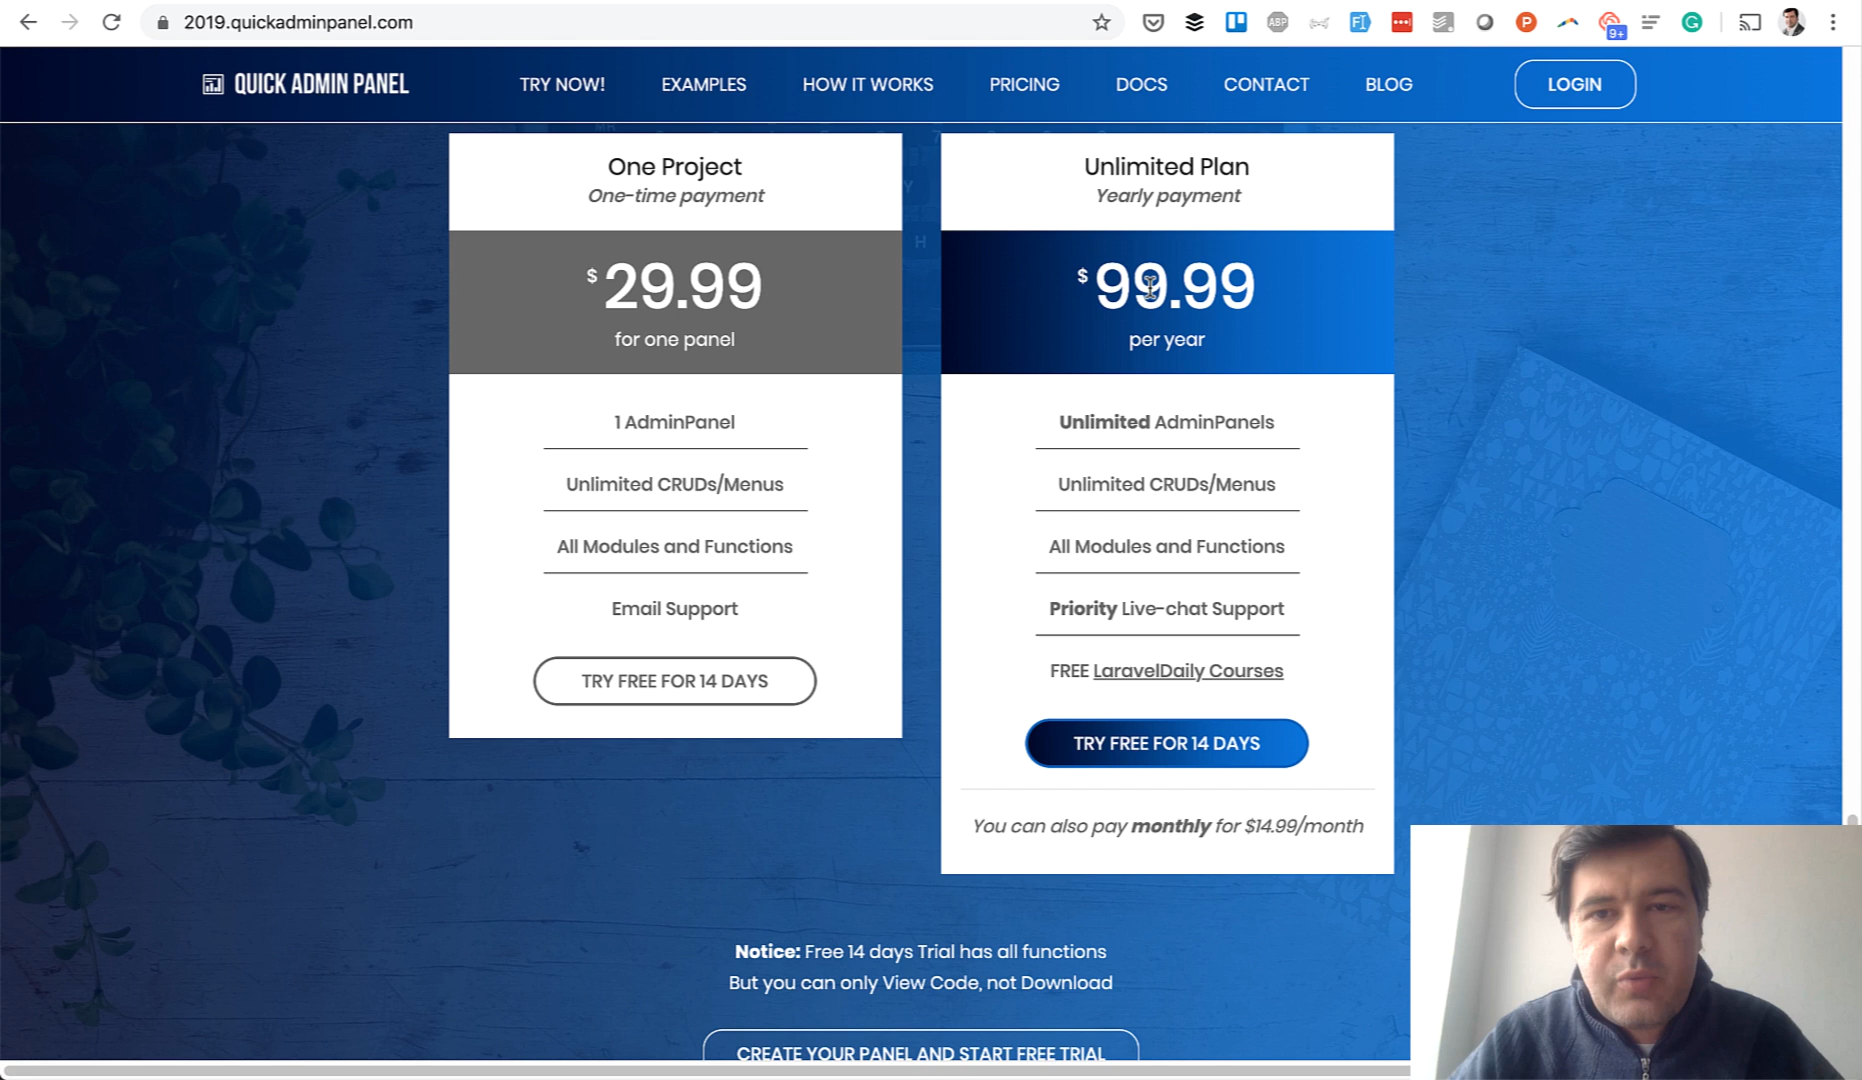 2019.quickadminpanel.com
ABP
9+
QUICK ADMIN PANEL
TRY NOW!
EXAMPLES
HOW IT WORKS
PRICING
DOCS
CONTACT
BLOG
LOGIN
One Project
One-time payment
$29.99
for one panel
1 AdminPanel
Unlimited CRUDs/Menus
All Modules and Functions
Email Support
TRY FREE FOR 14 DAYS
Unlimited Plan
Yearly payment
$99.99
per year
Unlimited AdminPanels
Unlimited CRUDs/Menus
All Modules and Functions
Priority Live-chat Support
FREE LaravelDaily Courses
TRY FREE FOR 14 DAYS
You can also pay monthly for $14.99/month
Notice: Free 14 days Trial has all functions
But you can only View Code, not Download
CREATE YOUR PANEL AND START FREE TRIAL